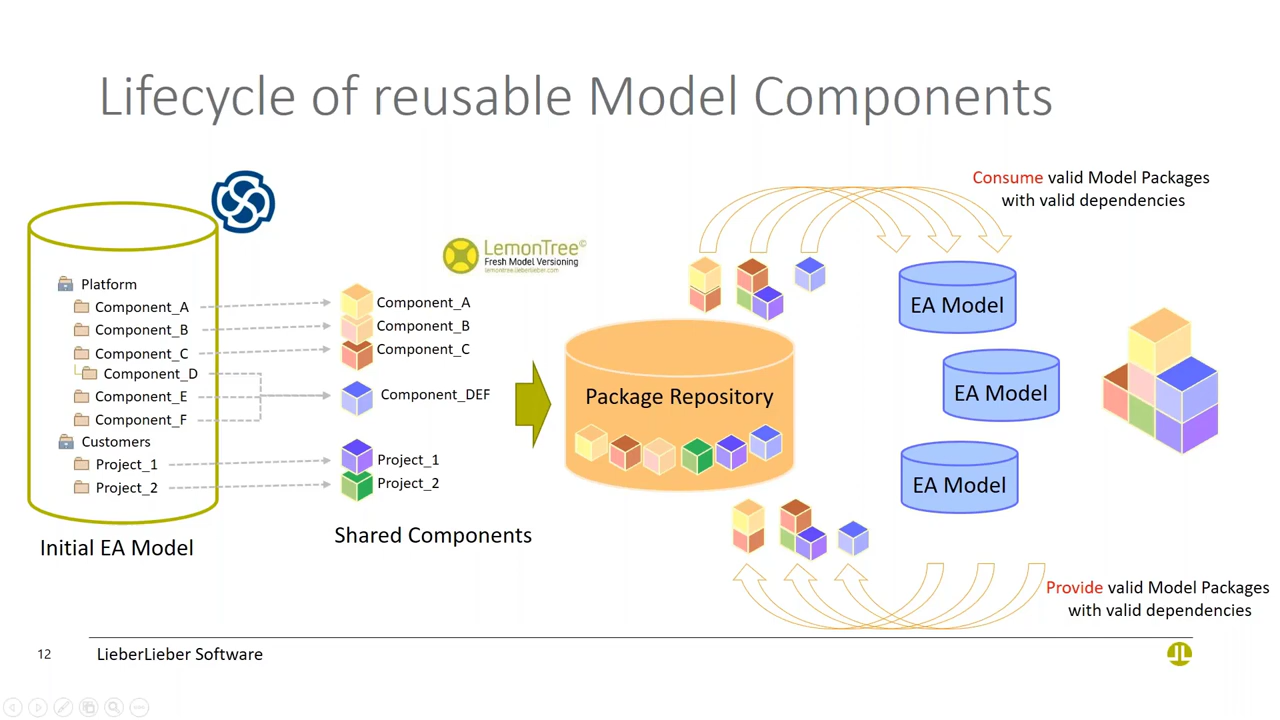 Lifecycle of reusable Model Components
Consume valid Model Packages
with valid dependencies
LemonTree©
Fresh Model Versioning
lemontree.lieberlieber.com
Platform
Component_A
Component_B
Component_C
Component_D
Component_E
Component_F
Customers
Project_1
Project_2
Initial EA Model
Component_A
Component_B
Component_C
Component_DEF
Project_1
Project_2
Shared Components
Package Repository
EA Model
EA Model
EA Model
Provide valid Model Packages
with valid dependencies
12
LieberLieber Software